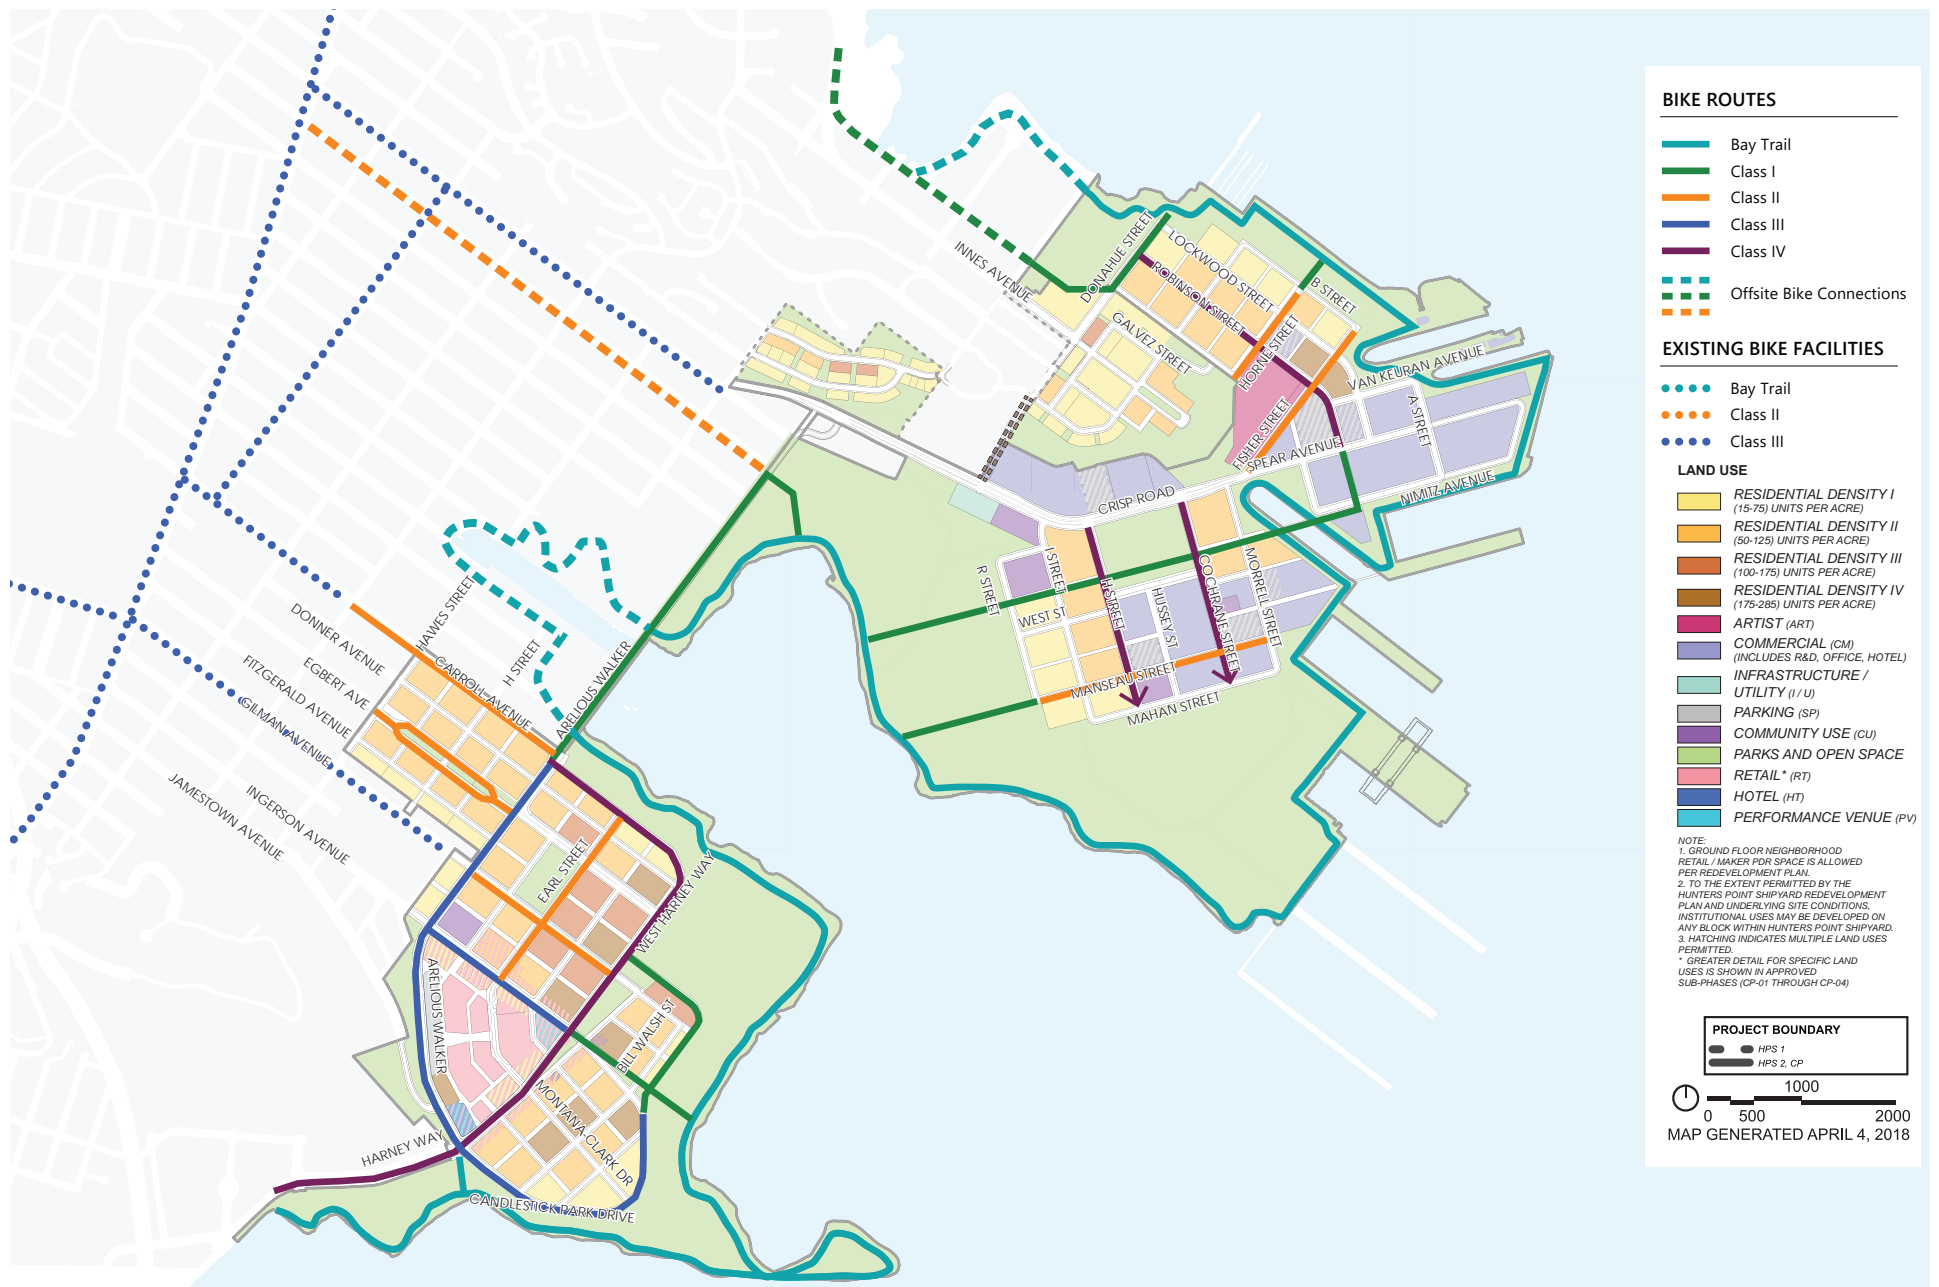 INNES AVENUE
DONAHUE STREET
LOCKWOOD STREET
ROBINSON STREET
B STREET
GALVEZ STREET
HORNE STREET
VAN KEURAN AVENUE
A STREET
FISHER STREET
SPEAR AVENUE
NIMITZ AVENUE
CRISP ROAD
I STREET
R STREET
H STREET
WEST ST
HUSSEY ST
COCHRANE STREET
MORRELL STREET
MANSEAU STREET
MAHAN STREET
HAWES STREET
DONNER AVENUE
EGBERT AVE
FITZGERALD AVENUE
GILMAN AVENUE
CARROLL AVENUE
H STREET
ARELIOUS WALKER
INGERSON AVENUE
JAMESTOWN AVENUE
EARL STREET
WEST HARNEY WAY
ARELIOUS WALKER
BILL WALSH ST
MONTANA-CLARK DR
HARNEY WAY
CANDLESTICK PARK DRIVE
BIKE ROUTES
Bay Trail
Class I
Class II
Class III
Class IV
Offsite Bike Connections
EXISTING BIKE FACILITIES
Bay Trail
Class II
Class III
LAND USE
RESIDENTIAL DENSITY I
(15-75) UNITS PER ACRE)
RESIDENTIAL DENSITY II
(50-125) UNITS PER ACRE)
RESIDENTIAL DENSITY III
(100-175) UNITS PER ACRE)
RESIDENTIAL DENSITY IV
(175-285) UNITS PER ACRE)
ARTIST (ART)
COMMERCIAL (CM)
(INCLUDES R&D, OFFICE, HOTEL)
INFRASTRUCTURE /
UTILITY (I / U)
PARKING (SP)
COMMUNITY USE (CU)
PARKS AND OPEN SPACE
RETAIL* (RT)
HOTEL (HT)
PERFORMANCE VENUE (PV)
NOTE:
1. GROUND FLOOR NEIGHBORHOOD
RETAIL / MAKER PDR SPACE IS ALLOWED
PER REDEVELOPMENT PLAN.
2. TO THE EXTENT PERMITTED BY THE
HUNTERS POINT SHIPYARD REDEVELOPMENT
PLAN AND UNDERLYING SITE CONDITIONS,
INSTITUTIONAL USES MAY BE DEVELOPED ON
ANY BLOCK WITHIN HUNTERS POINT SHIPYARD.
3. HATCHING INDICATES MULTIPLE LAND USES
PERMITTED.
* GREATER DETAIL FOR SPECIFIC LAND
USES IS SHOWN IN APPROVED
SUB-PHASES (CP-01 THROUGH CP-04)
PROJECT BOUNDARY
HPS 1
HPS 2, CP
1000
0 500 2000
MAP GENERATED APRIL 4, 2018